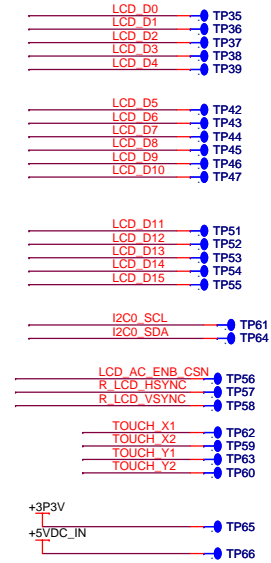 LCD_D0 TP35
LCD_D1 TP36
LCD_D2 TP37
LCD_D3 TP38
LCD_D4 TP39
LCD_D5 TP42
LCD_D6 TP43
LCD_D7 TP44
LCD_D8 TP45
LCD_D9 TP46
LCD_D10 TP47
LCD_D11 TP51
LCD_D12 TP52
LCD_D13 TP53
LCD_D14 TP54
LCD_D15 TP55
I2C0_SCL TP61
I2C0_SDA TP64
LCD_AC_ENB_CSN TP56
R_LCD_HSYNC TP57
R_LCD_VSYNC TP58
TOUCH_X1 TP62
TOUCH_X2 TP59
TOUCH_Y1 TP63
TOUCH_Y2 TP60
+3P3V TP65
+5VDC_IN TP66